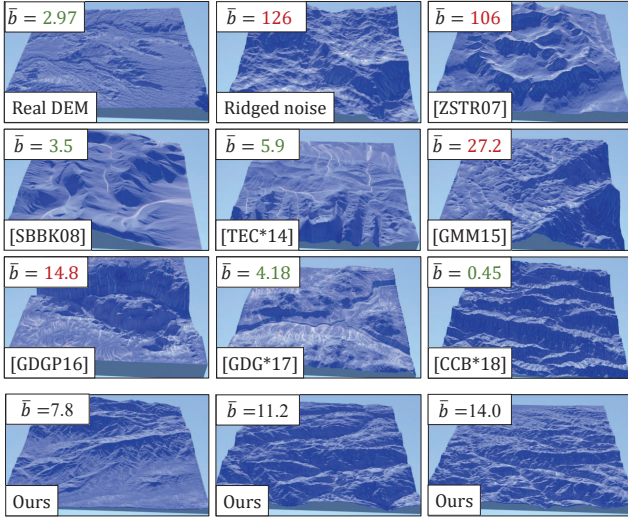 b̄ = 2.97
Real DEM
b̄ = 126
Ridged noise
b̄ = 106
[ZSTR07]
b̄ = 3.5
[SBBK08]
b̄ = 5.9
[TEC*14]
b̄ = 27.2
[GMM15]
b̄ = 14.8
[GDGP16]
b̄ = 4.18
[GDG*17]
b̄ = 0.45
[CCB*18]
b̄ =7.8
Ours
b̄ =11.2
Ours
b̄ =14.0
Ours